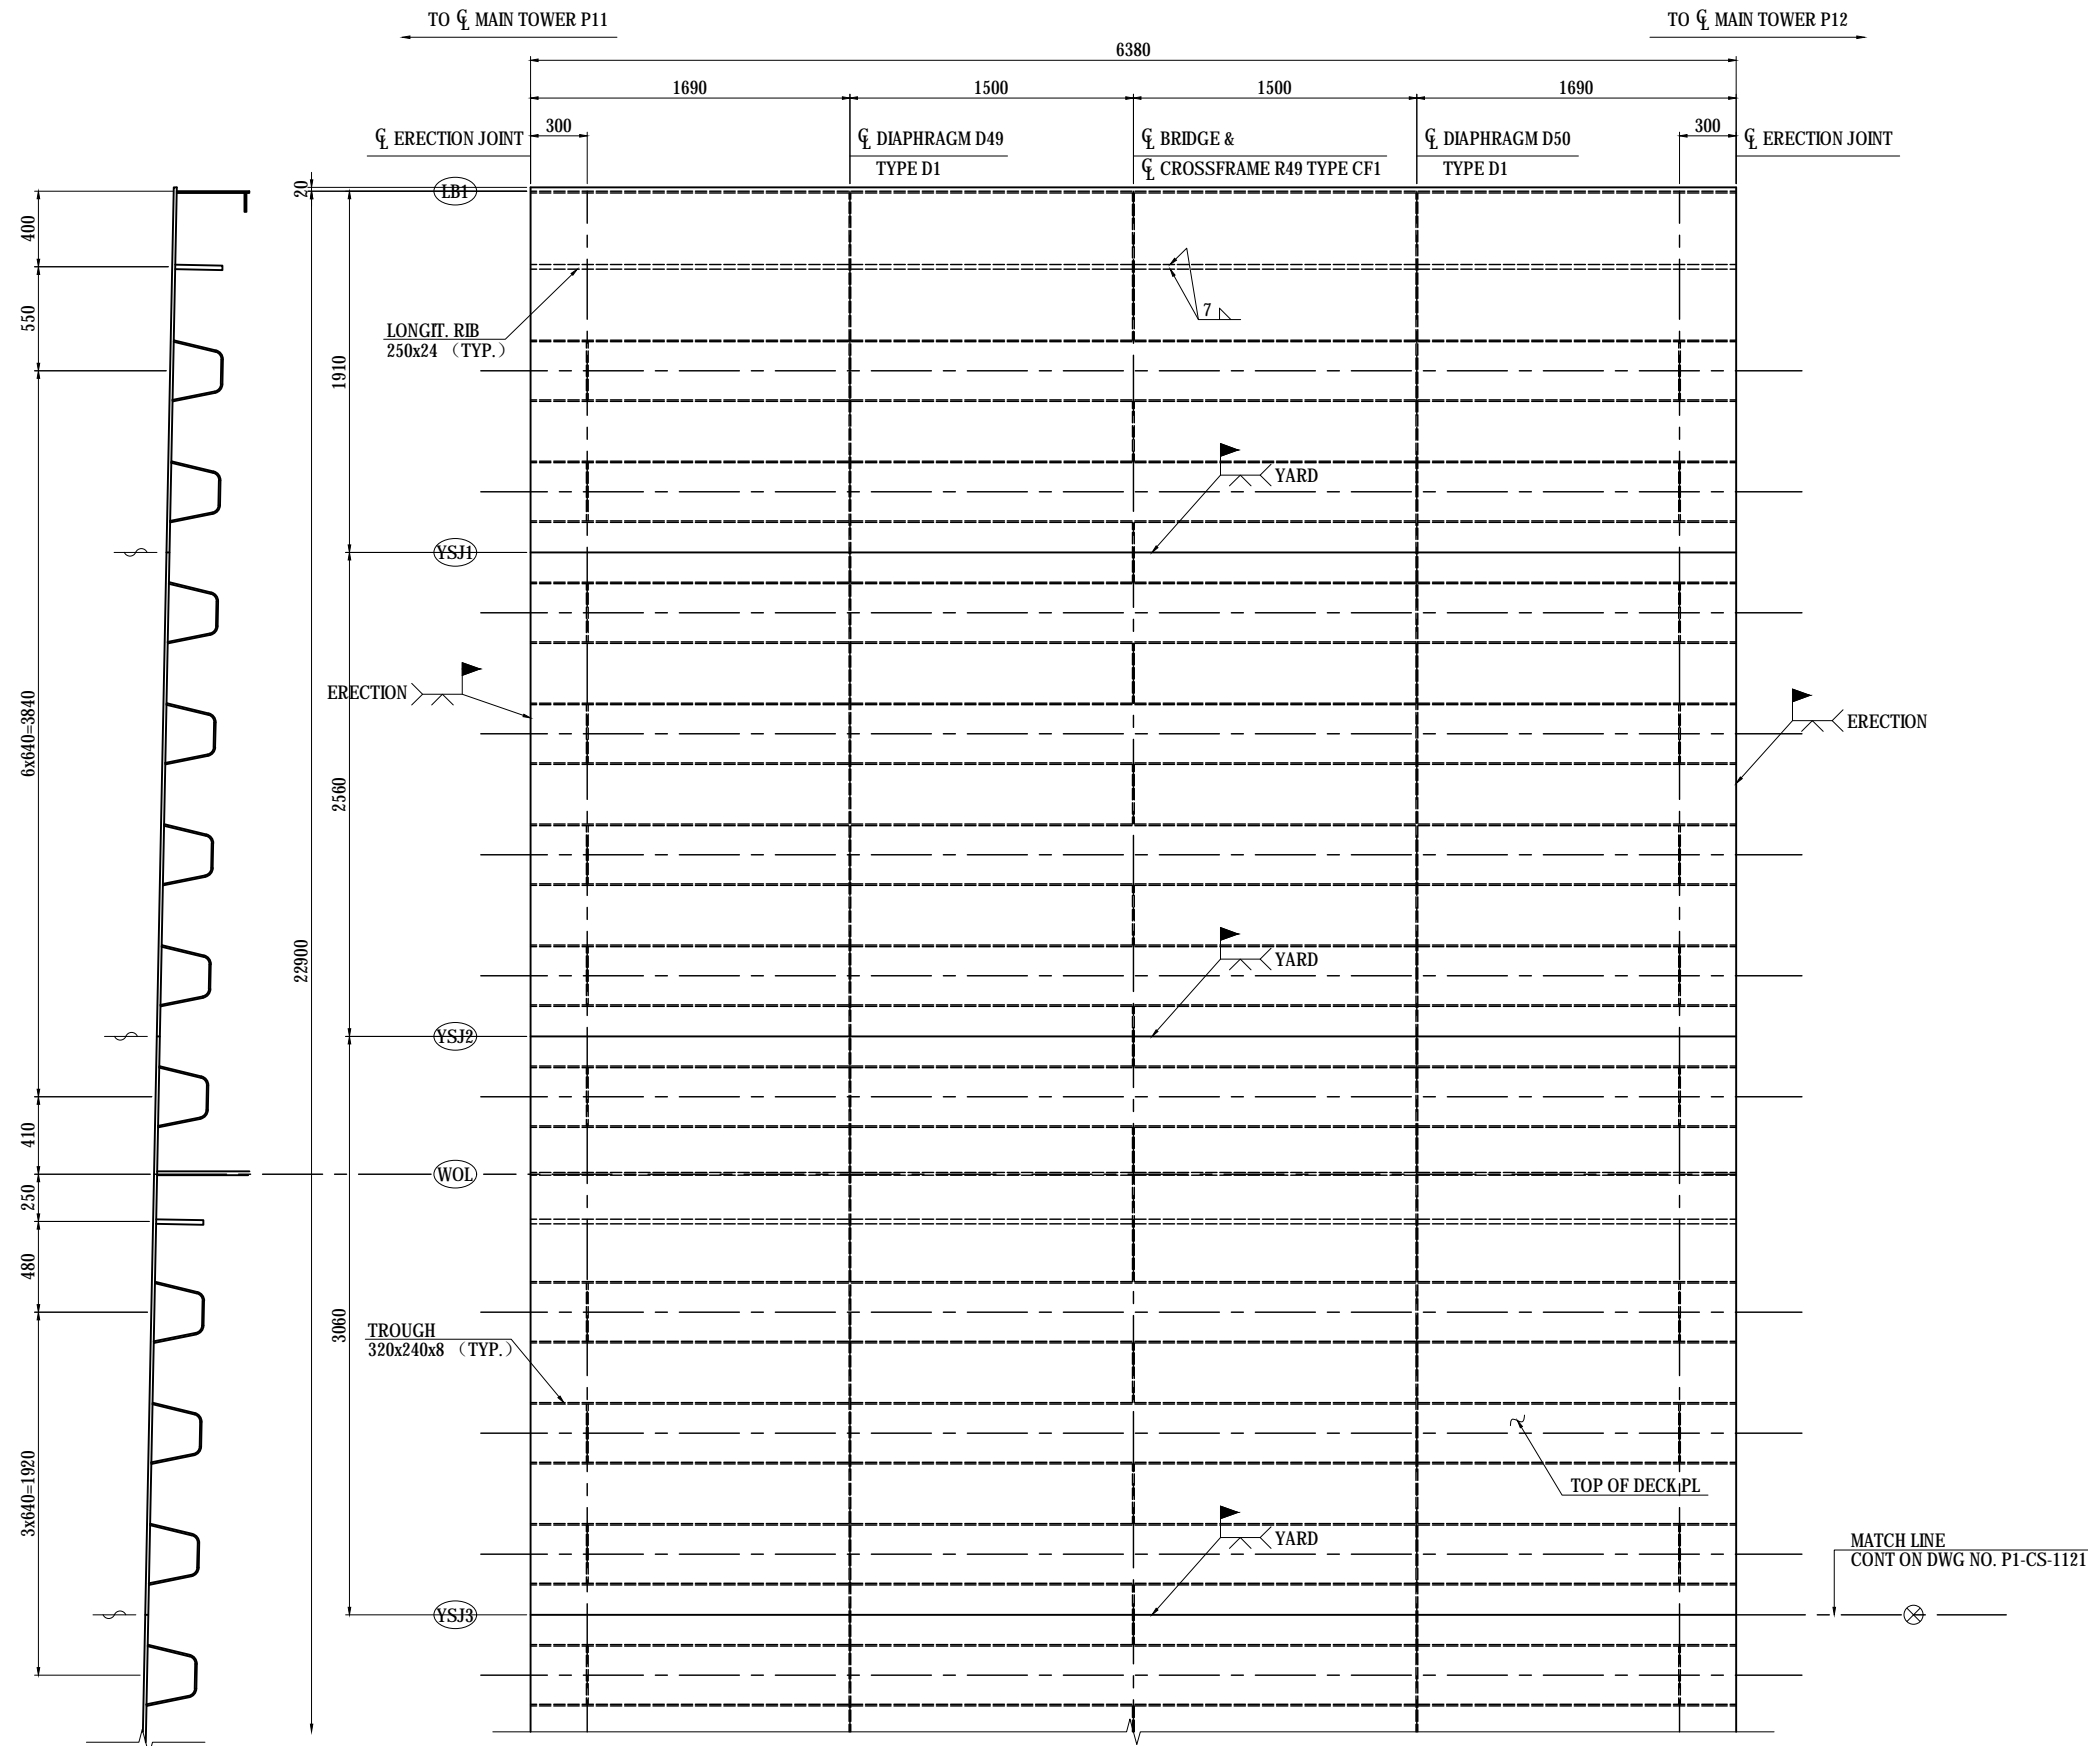 TO ℄ MAIN TOWER P11
TO ℄ MAIN TOWER P12
6380
1690
1500
1500
1690
300
300
℄ ERECTION JOINT
℄ DIAPHRAGM D49
TYPE D1
℄ BRIDGE &
℄ CROSSFRAME R49 TYPE CF1
℄ DIAPHRAGM D50
TYPE D1
℄ ERECTION JOINT
20
LB1
400
550
LONGIT. RIB
250x24 （TYP.）
7
1910
YARD
YSJ1
ERECTION
ERECTION
6x640=3840
2560
22900
YARD
YSJ2
410
WOL
250
480
3060
TROUGH
320x240x8 （TYP.）
3x640=1920
TOP OF DECK PL
YARD
MATCH LINE
CONT ON DWG NO. P1-CS-1121
YSJ3